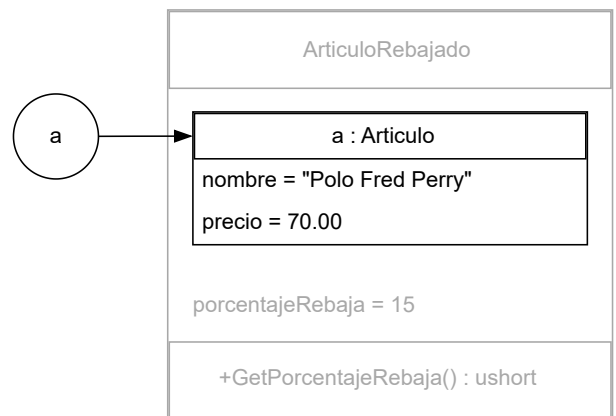 ArticuloRebajado
a
a : Articulo
nombre = "Polo Fred Perry"
precio = 70.00
porcentajeRebaja = 15
+GetPorcentajeRebaja() : ushort